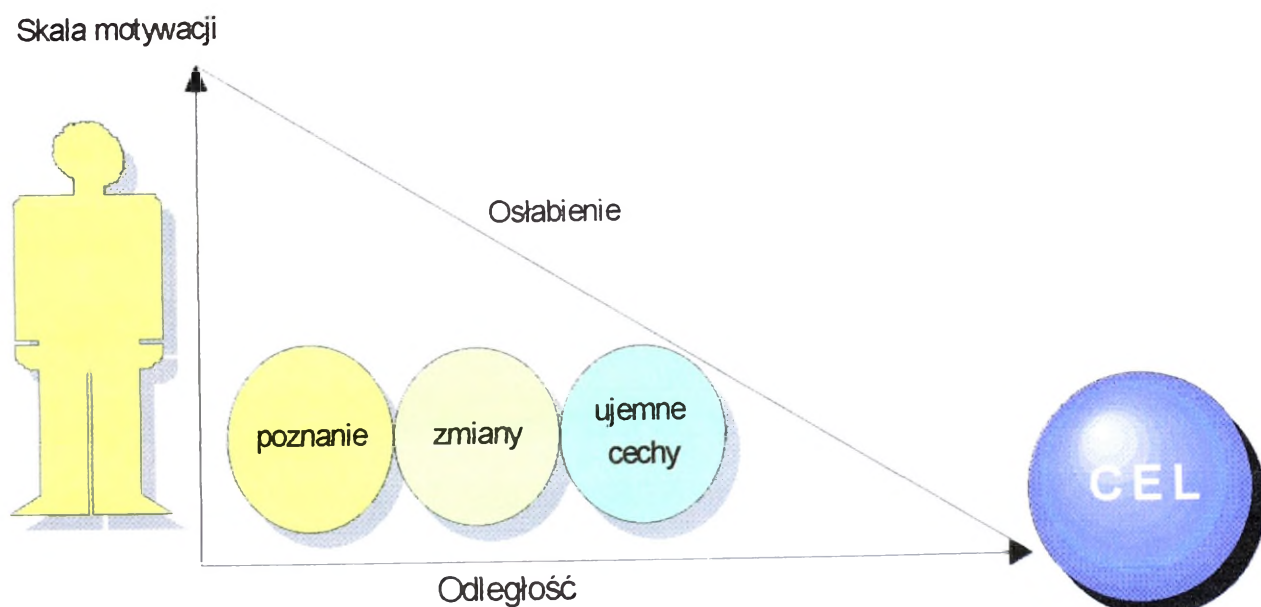 Skala motywacji
Osłabienie
poznanie
zmiany
ujemne
cechy
CEL
Odległość